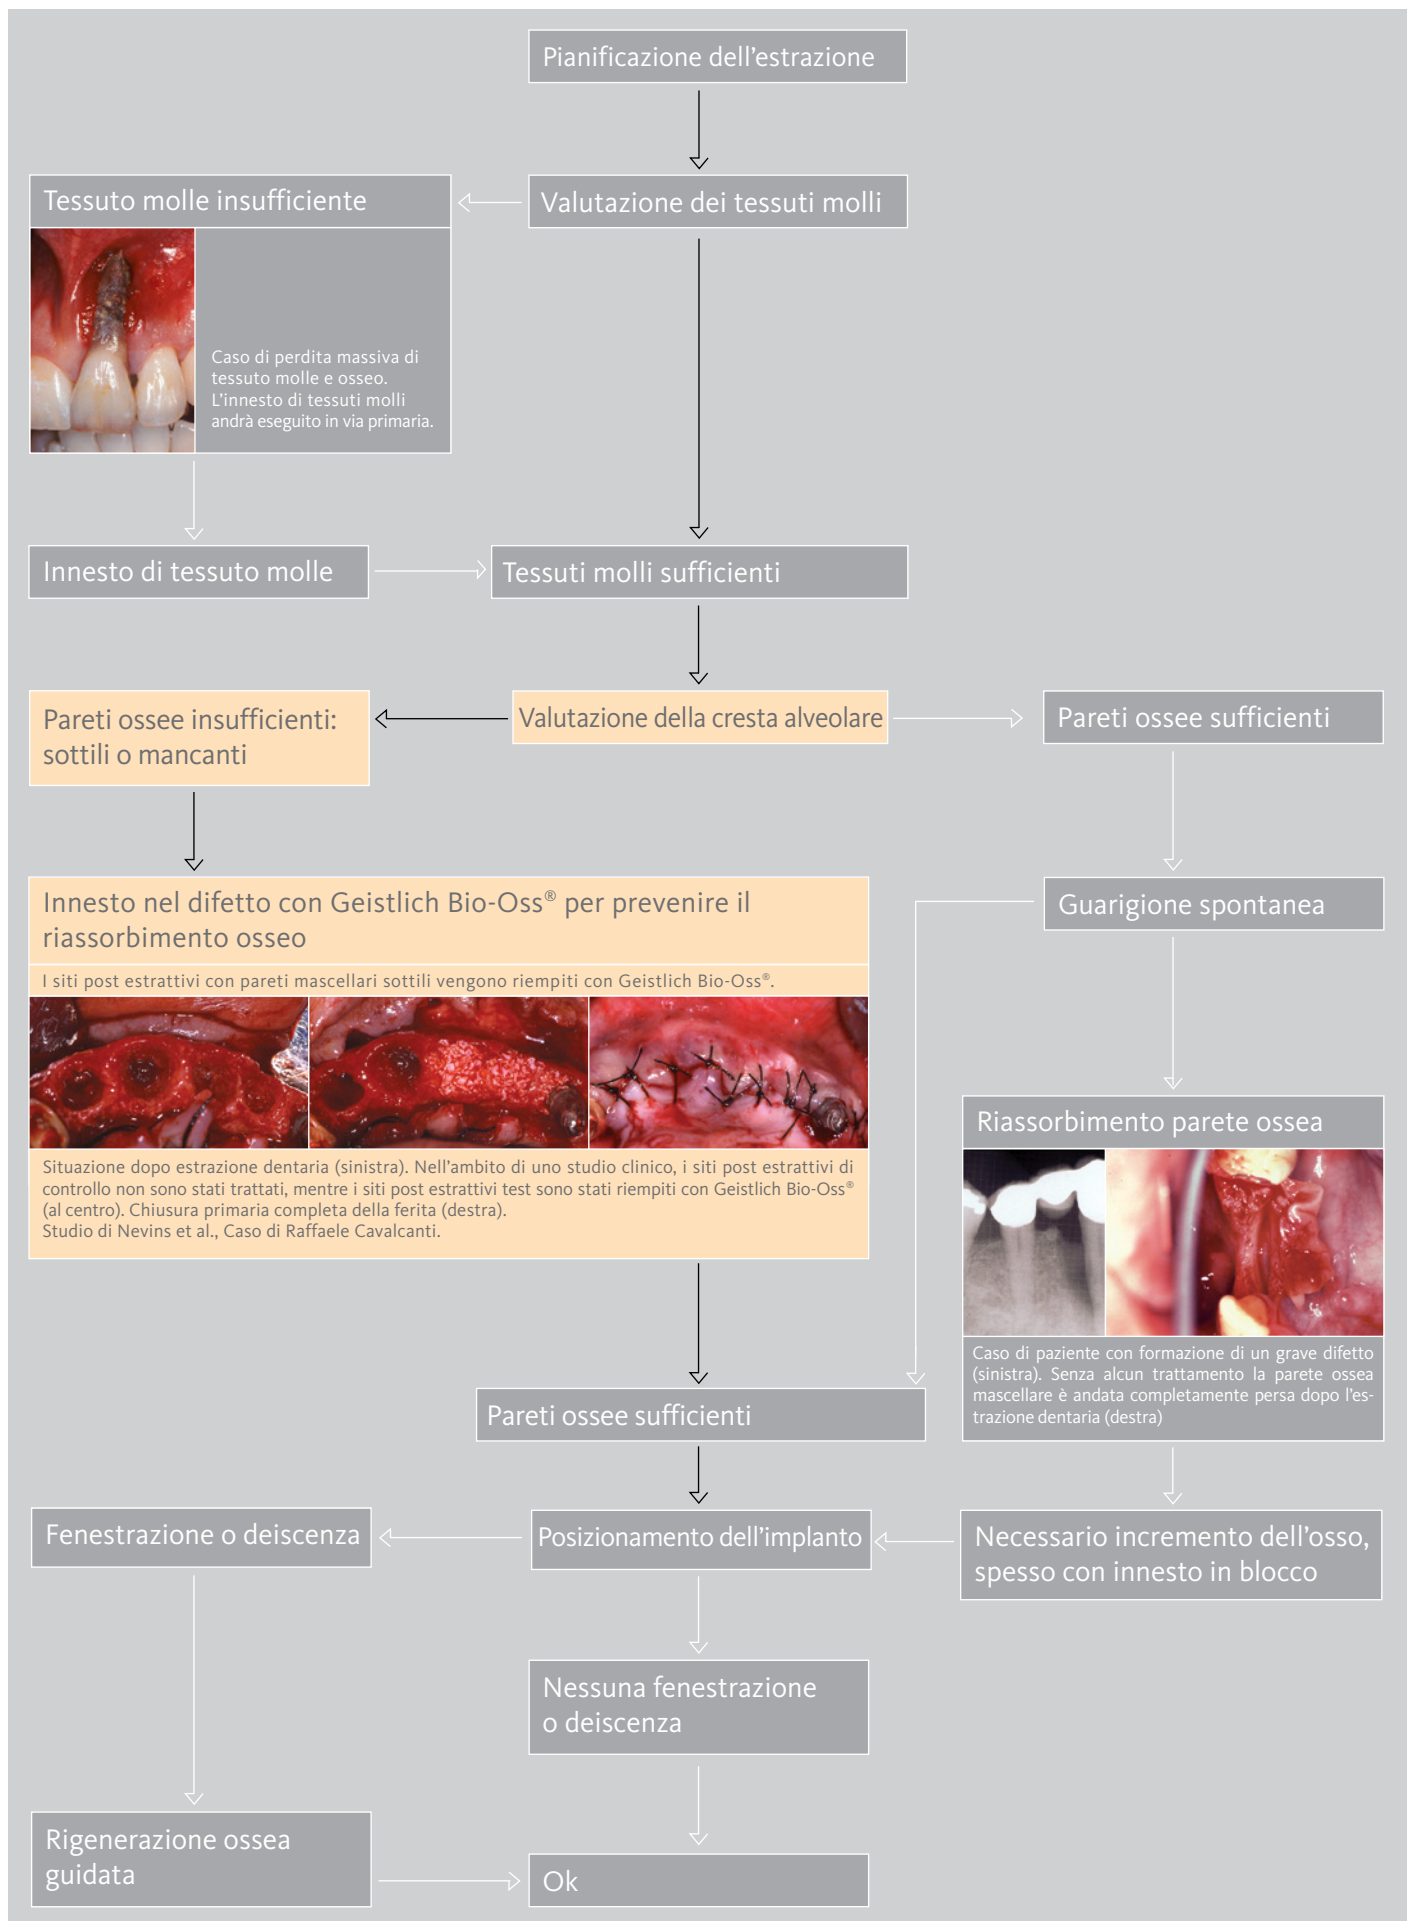 Pianificazione dell'estrazione
Tessuto molle insufficiente
Valutazione dei tessuti molli
Caso di perdita massiva di
tessuto molle e osseo.
L'innesto di tessuti molli
andrà eseguito in via primaria.
Innesto di tessuto molle
Tessuti molli sufficienti
Pareti ossee insufficienti:
sottili o mancanti
Valutazione della cresta alveolare
Pareti ossee sufficienti
Innesto nel difetto con Geistlich Bio-Oss® per prevenire il
riassorbimento osseo
I siti post estrattivi con pareti mascellari sottili vengono riempiti con Geistlich Bio-Oss®.
Situazione dopo estrazione dentaria (sinistra). Nell'ambito di uno studio clinico, i siti post estrattivi di
controllo non sono stati trattati, mentre i siti post estrattivi test sono stati riempiti con Geistlich Bio-Oss®
(al centro). Chiusura primaria completa della ferita (destra).
Studio di Nevins et al., Caso di Raffaele Cavalcanti.
Guarigione spontanea
Riassorbimento parete ossea
Caso di paziente con formazione di un grave difetto
(sinistra). Senza alcun trattamento la parete ossea
mascellare è andata completamente persa dopo l'es-
trazione dentaria (destra)
Pareti ossee sufficienti
Fenestrazione o deiscenza
Posizionamento dell'implanto
Necessario incremento dell'osso,
spesso con innesto in blocco
Nessuna fenestrazione
o deiscenza
Rigenerazione ossea
guidata
Ok